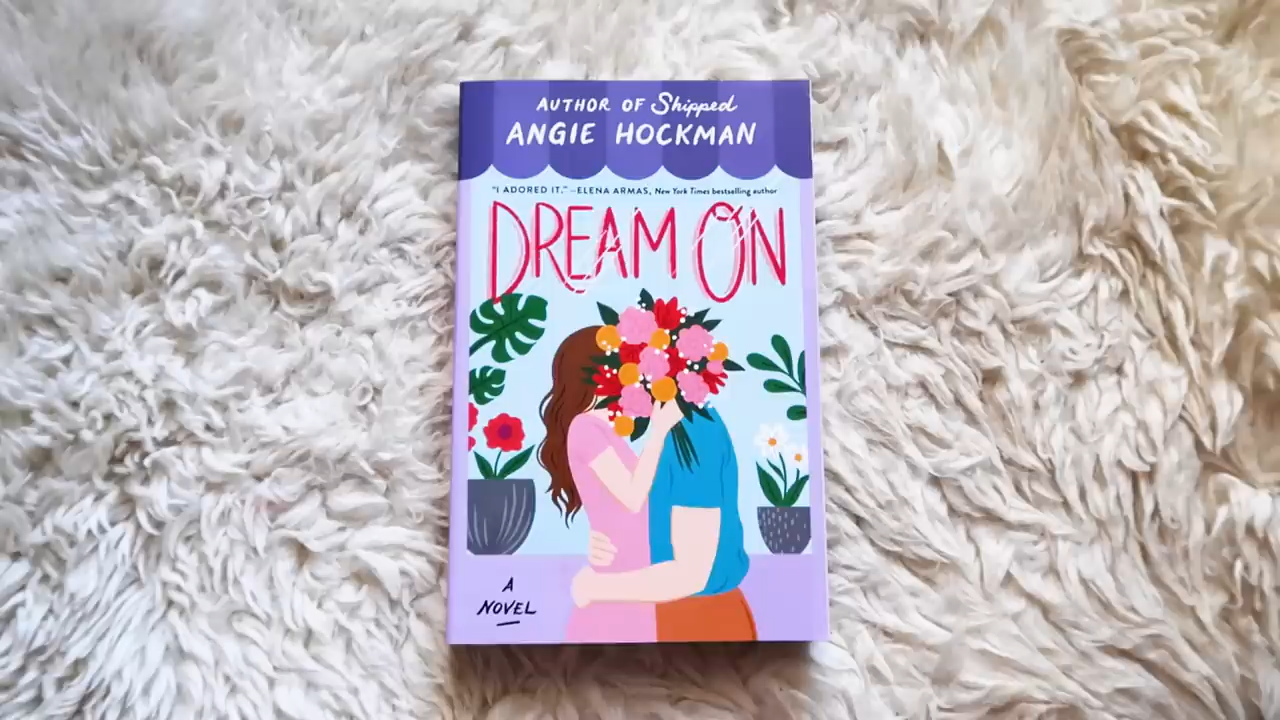 AUTHOR OF Shipped
ANGIE HOCKMAN
"I ADORED IT." —ELENA ARMAS, New York Times bestselling author
DREAM ON
A
NOVEL